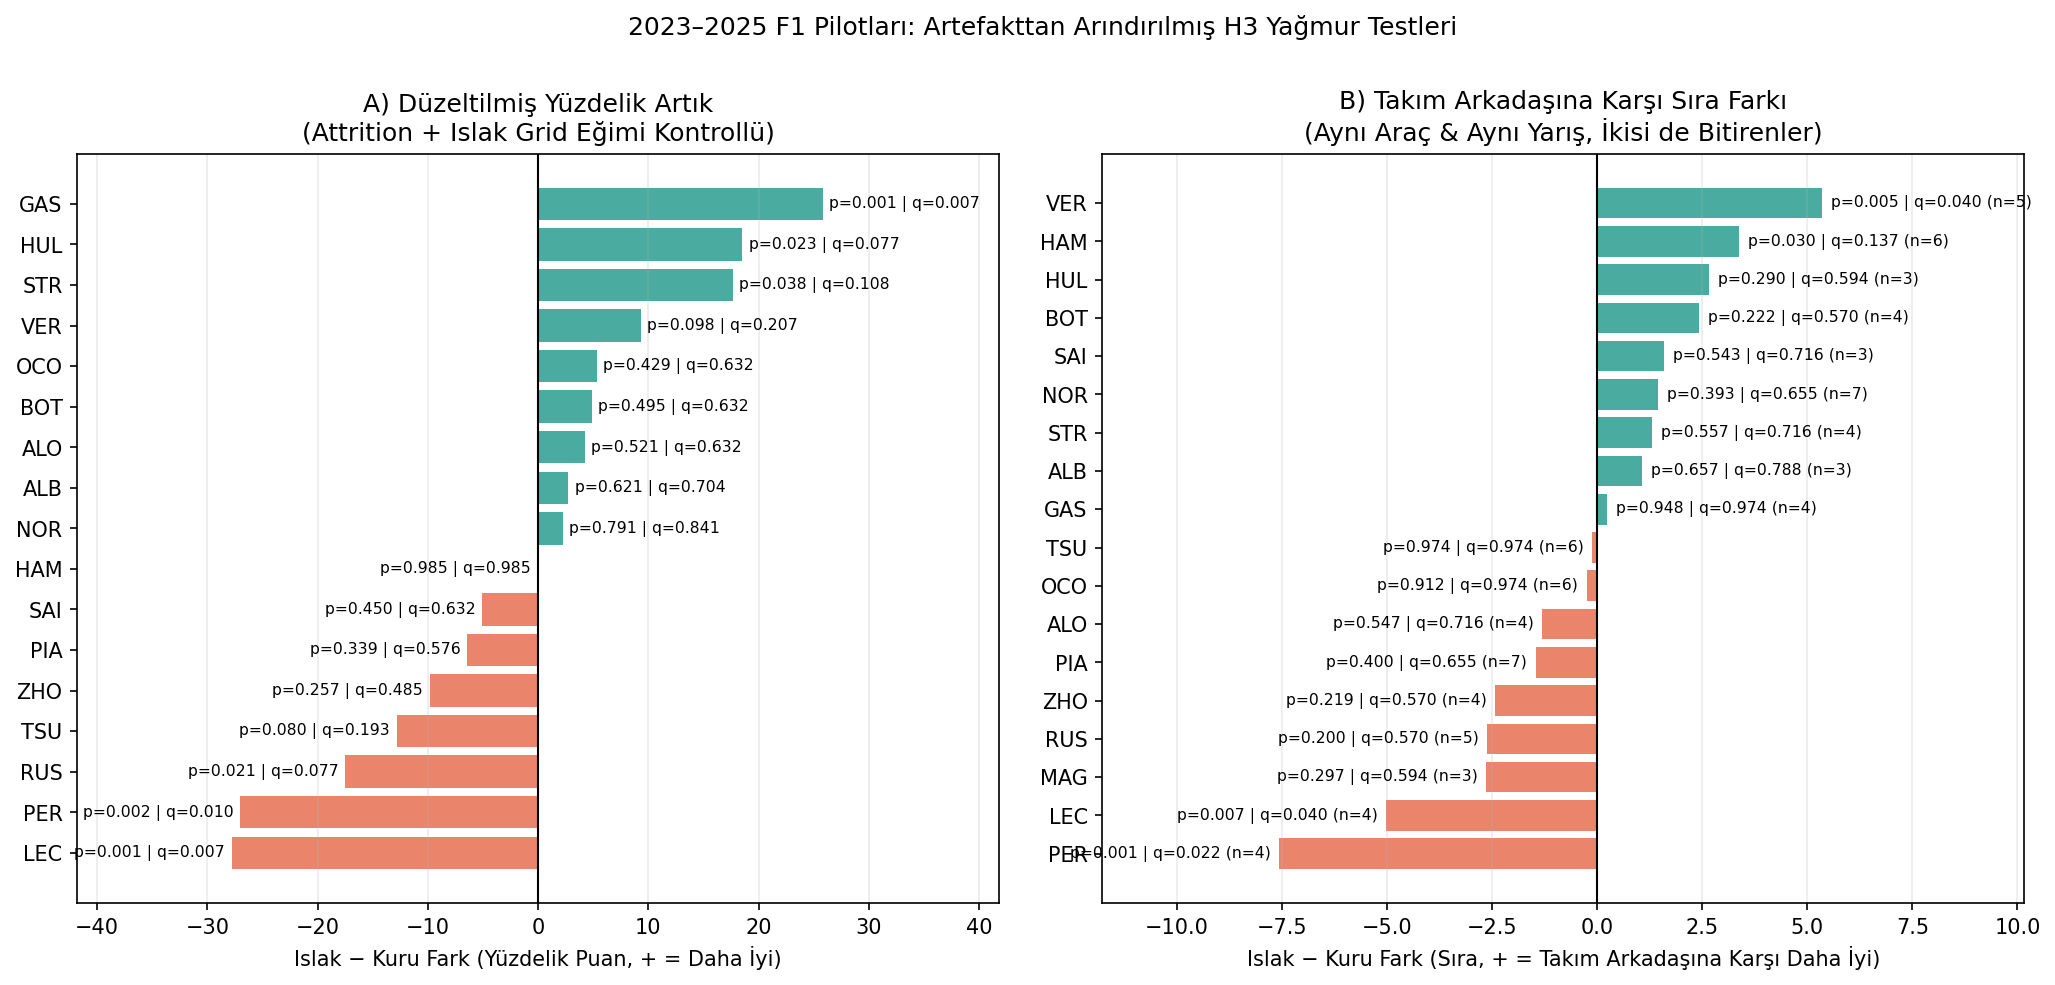 2023–2025 F1 Pilotları: Artefakttan Arındırılmış H3 Yağmur Testleri
A) Düzeltilmiş Yüzdelik Artık
(Attrition + Islak Grid Eğimi Kontrollü)
GAS p=0.001 | q=0.007
HUL p=0.023 | q=0.077
STR p=0.038 | q=0.108
VER p=0.098 | q=0.207
OCO p=0.429 | q=0.632
BOT p=0.495 | q=0.632
ALO p=0.521 | q=0.632
ALB p=0.621 | q=0.704
NOR p=0.791 | q=0.841
HAM p=0.985 | q=0.985
SAI p=0.450 | q=0.632
PIA p=0.339 | q=0.576
ZHO p=0.257 | q=0.485
TSU p=0.080 | q=0.193
RUS p=0.021 | q=0.077
PER p=0.002 | q=0.010
LEC p=0.001 | q=0.007
−40 −30 −20 −10 0 10 20 30 40
Islak − Kuru Fark (Yüzdelik Puan, + = Daha İyi)
B) Takım Arkadaşına Karşı Sıra Farkı
(Aynı Araç & Aynı Yarış, İkisi de Bitirenler)
VER p=0.005 | q=0.040 (n=5)
HAM p=0.030 | q=0.137 (n=6)
HUL p=0.290 | q=0.594 (n=3)
BOT p=0.222 | q=0.570 (n=4)
SAI p=0.543 | q=0.716 (n=3)
NOR p=0.393 | q=0.655 (n=7)
STR p=0.557 | q=0.716 (n=4)
ALB p=0.657 | q=0.788 (n=3)
GAS p=0.948 | q=0.974 (n=4)
TSU p=0.974 | q=0.974 (n=6)
OCO p=0.912 | q=0.974 (n=6)
ALO p=0.547 | q=0.716 (n=4)
PIA p=0.400 | q=0.655 (n=7)
ZHO p=0.219 | q=0.570 (n=4)
RUS p=0.200 | q=0.570 (n=5)
MAG p=0.297 | q=0.594 (n=3)
LEC p=0.007 | q=0.040 (n=4)
PER p=0.001 | q=0.022 (n=4)
−10.0 −7.5 −5.0 −2.5 0.0 2.5 5.0 7.5 10.0
Islak − Kuru Fark (Sıra, + = Takım Arkadaşına Karşı Daha İyi)